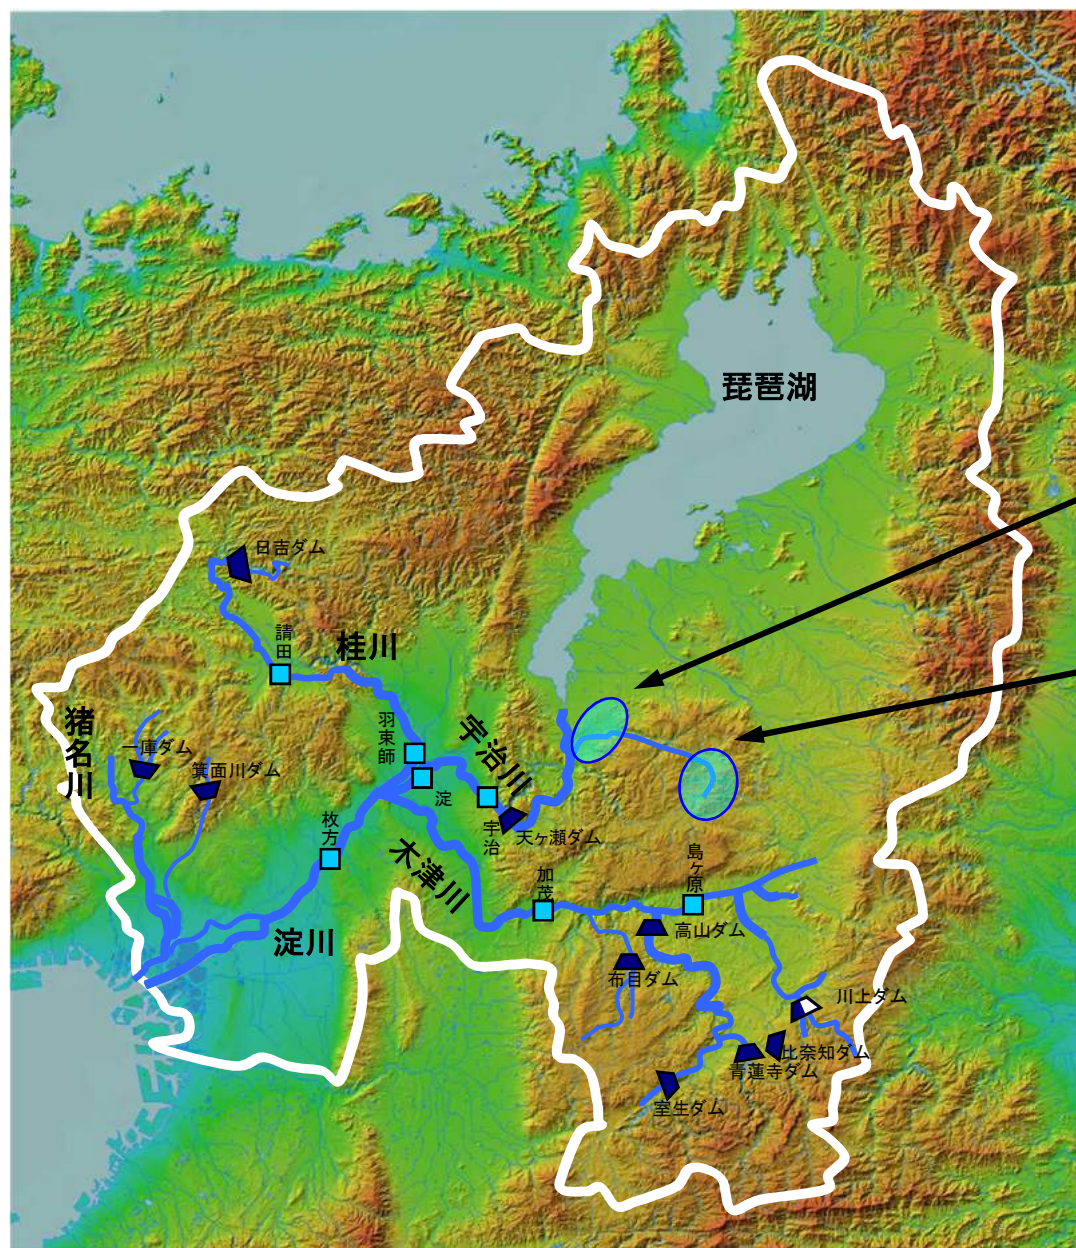 琵琶湖
日吉ダム
請田
桂川
猪名川
一庫ダム
箕面川ダム
羽束師
宇治川
淀
宇治
天ヶ瀬ダム
枚方
木津川
加茂
島ヶ原
淀川
高山ダム
布目ダム
川上ダム
比奈知ダム
青蓮寺ダム
室生ダム